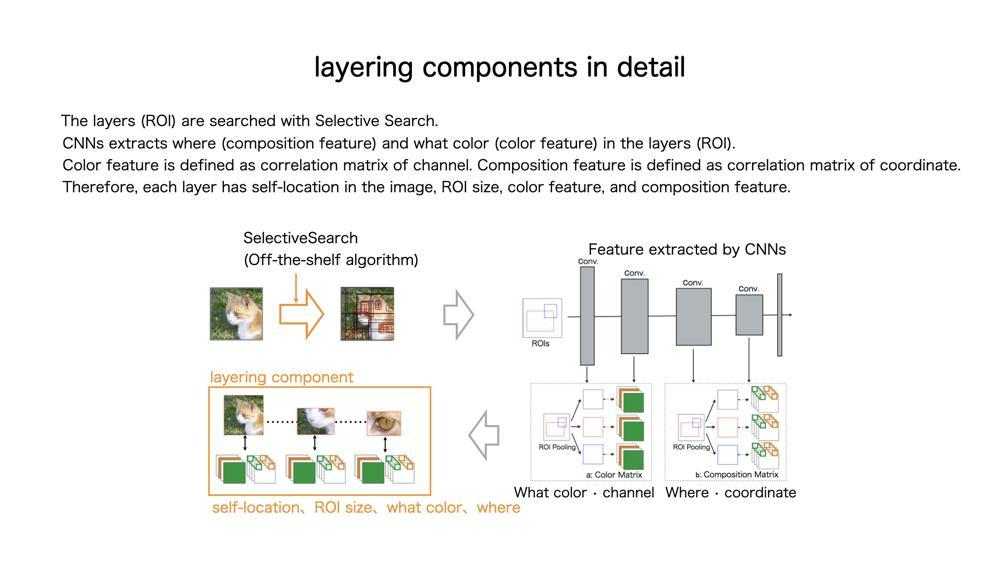 layering components in detail
The layers (ROI) are searched with Selective Search.
CNNs extracts where (composition feature) and what color (color feature) in the layers (ROI).
Color feature is defined as correlation matrix of channel. Composition feature is defined as correlation matrix of coordinate.
Therefore, each layer has self-location in the image, ROI size, color feature, and composition feature.
SelectiveSearch
(Off-the-shelf algorithm)
Feature extracted by CNNs
Conv.
Conv.
Conv.
Conv.
ROIs
layering component
ROI Pooling
a: Color Matrix
ROI Pooling
b: Composition Matrix
What color・channel
Where・coordinate
self-location、ROI size、what color、where